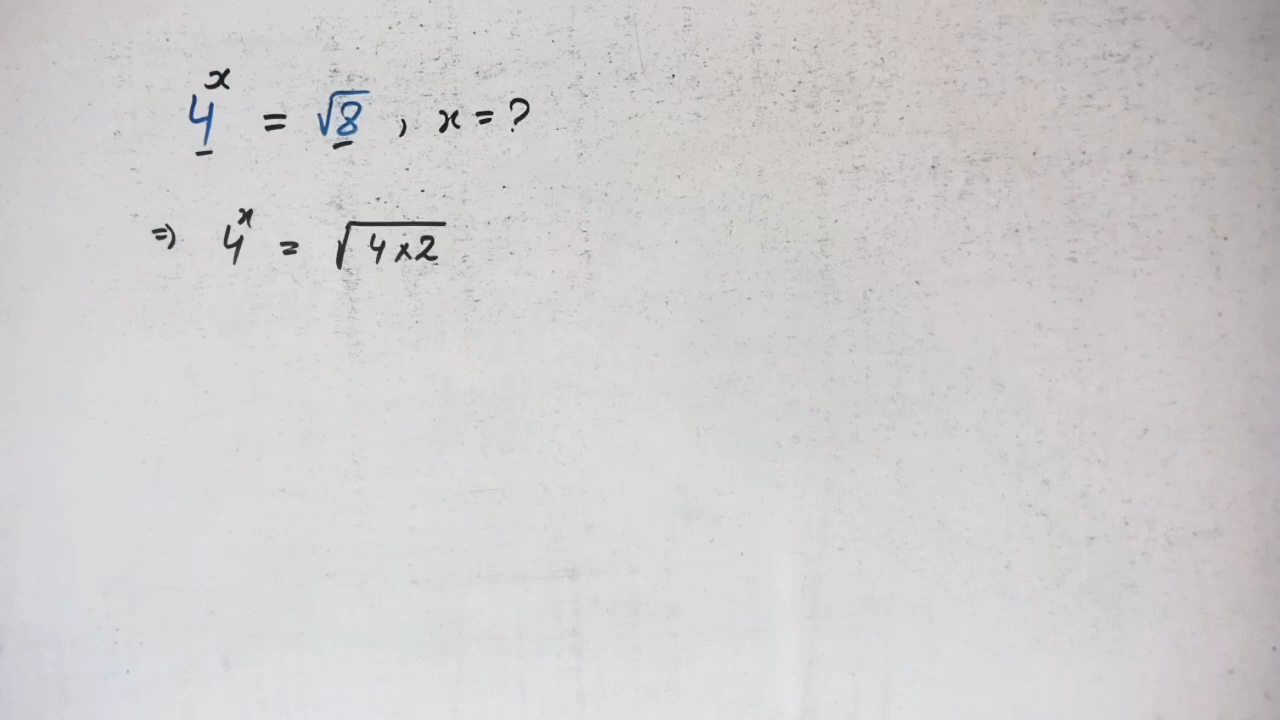 4^x = √8 , x = ?
⇒ 4^x = √(4×2)